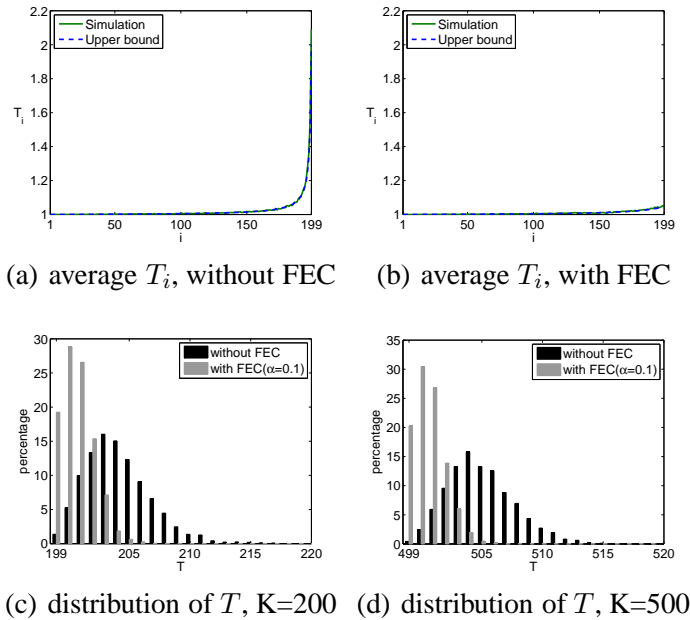 2.2
2
1.8
1.6
1.4
1.2
1
T_i
Simulation
Upper bound
1 50 100 150 199
i
(a) average T_i, without FEC
2.2
2
1.8
1.6
1.4
1.2
1
T_i
Simulation
Upper bound
1 50 100 150 199
i
(b) average T_i, with FEC
30
25
20
15
10
5
0
percentage
without FEC
with FEC(α=0.1)
199 205 210 215 220
T
(c) distribution of T, K=200
35
30
25
20
15
10
5
0
percentage
without FEC
with FEC(α=0.1)
499 505 510 515 520
T
(d) distribution of T, K=500